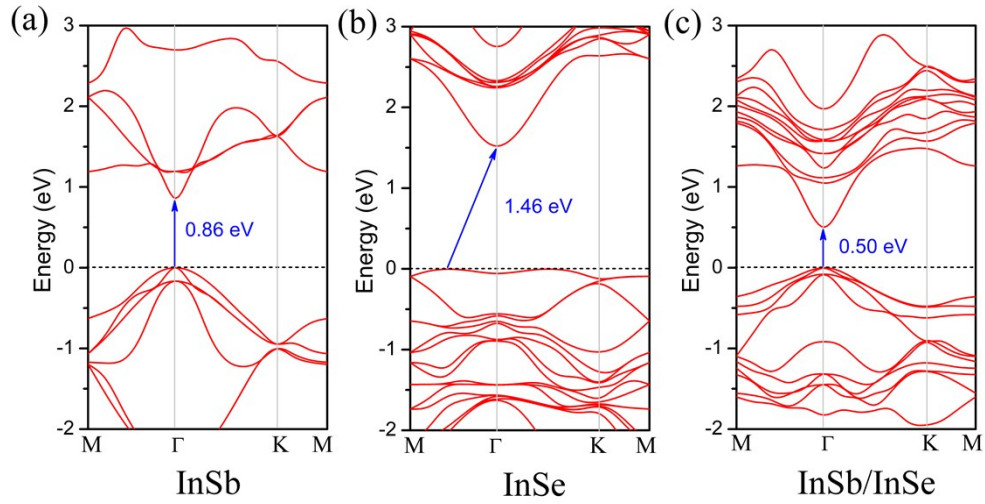 (a)
Energy (eV)
3
2
1
0
-1
-2
0.86 eV
M Γ K M
InSb
(b)
Energy (eV)
3
2
1
0
-1
-2
1.46 eV
M Γ K M
InSe
(c)
Energy (eV)
3
2
1
0
-1
-2
0.50 eV
M Γ K M
InSb/InSe